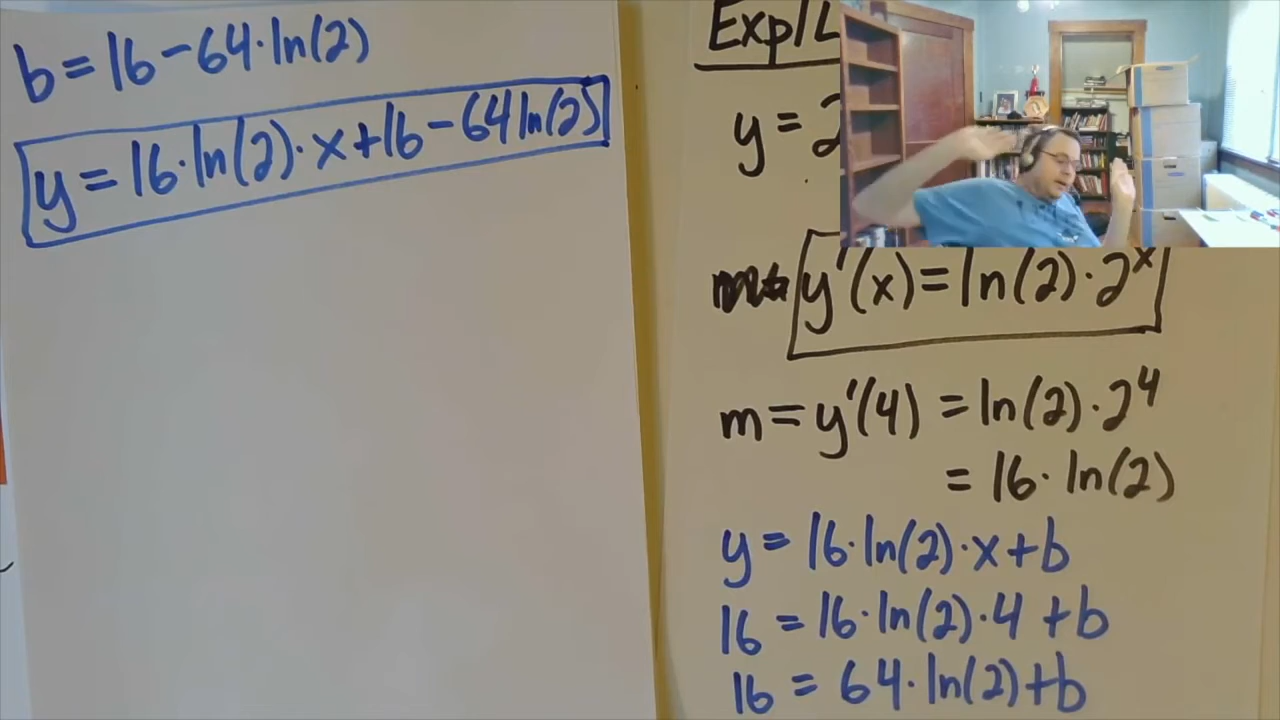 b = 16 - 64·ln(2)
y = 16·ln(2)·x + 16 - 64 ln(2)
Exp/L
y = 2
y'(x) = ln(2)·2^x
m = y'(4) = ln(2)·2^4
= 16·ln(2)
y = 16·ln(2)·x + b
16 = 16·ln(2)·4 + b
16 = 64·ln(2) + b